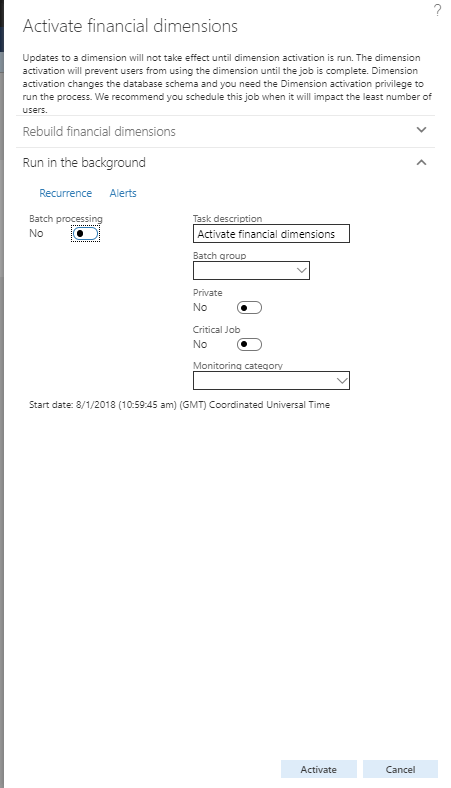 ?
Activate financial dimensions
Updates to a dimension will not take effect until dimension activation is run. The dimension
activation will prevent users from using the dimension until the job is complete. Dimension
activation changes the database schema and you need the Dimension activation privilege to
run the process. We recommend you schedule this job when it will impact the least number of
users.
Rebuild financial dimensions
Run in the background
Recurrence Alerts
Batch processing
No
Task description
Activate financial dimensions
Batch group
Private
No
Critical Job
No
Monitoring category
Start date: 8/1/2018 (10:59:45 am) (GMT) Coordinated Universal Time
Activate Cancel